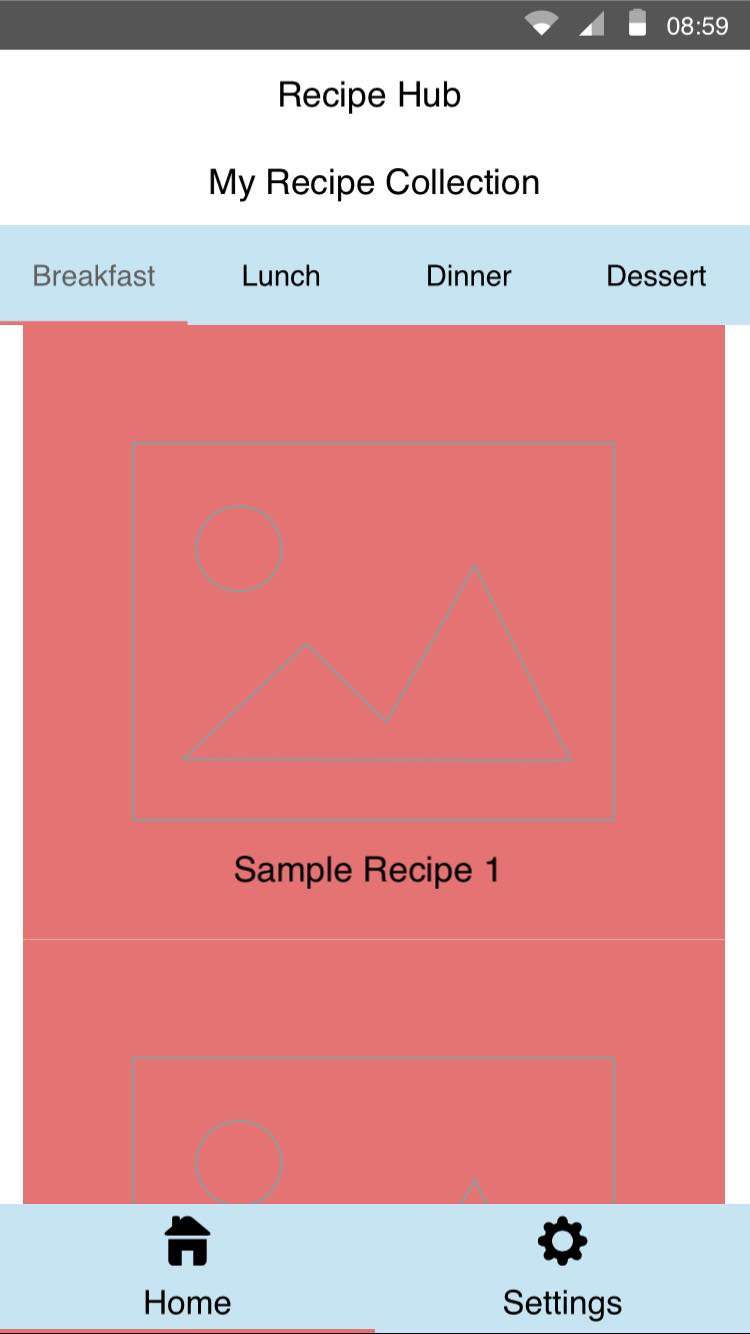 08:59
Recipe Hub
My Recipe Collection
Breakfast Lunch Dinner Dessert
Sample Recipe 1
Home Settings